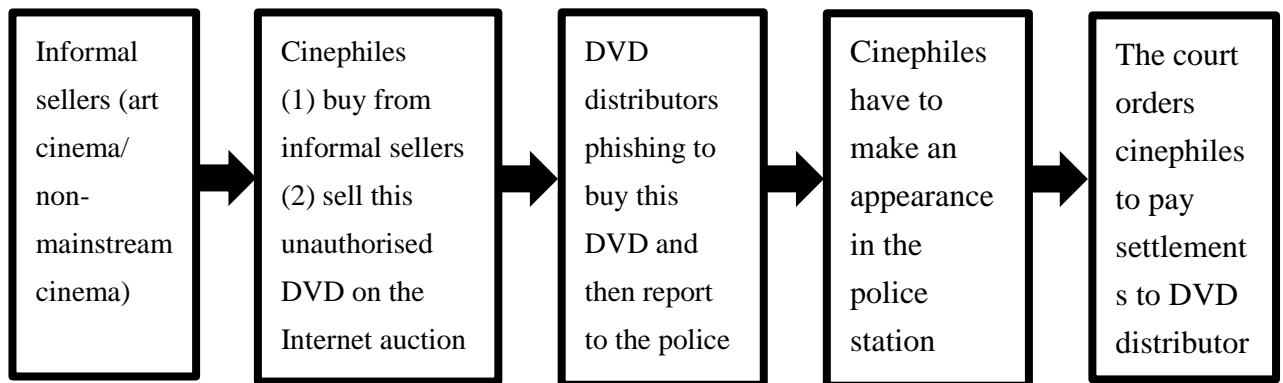 Informal
sellers (art
cinema/
non-
mainstream
cinema)
Cinephiles
(1) buy from
informal sellers
(2) sell this
unauthorised
DVD on the
Internet auction
DVD
distributors
phishing to
buy this
DVD and
then report
to the police
Cinephiles
have to
make an
appearance
in the
police
station
The court
orders
cinephiles
to pay
settlement
s to DVD
distributor